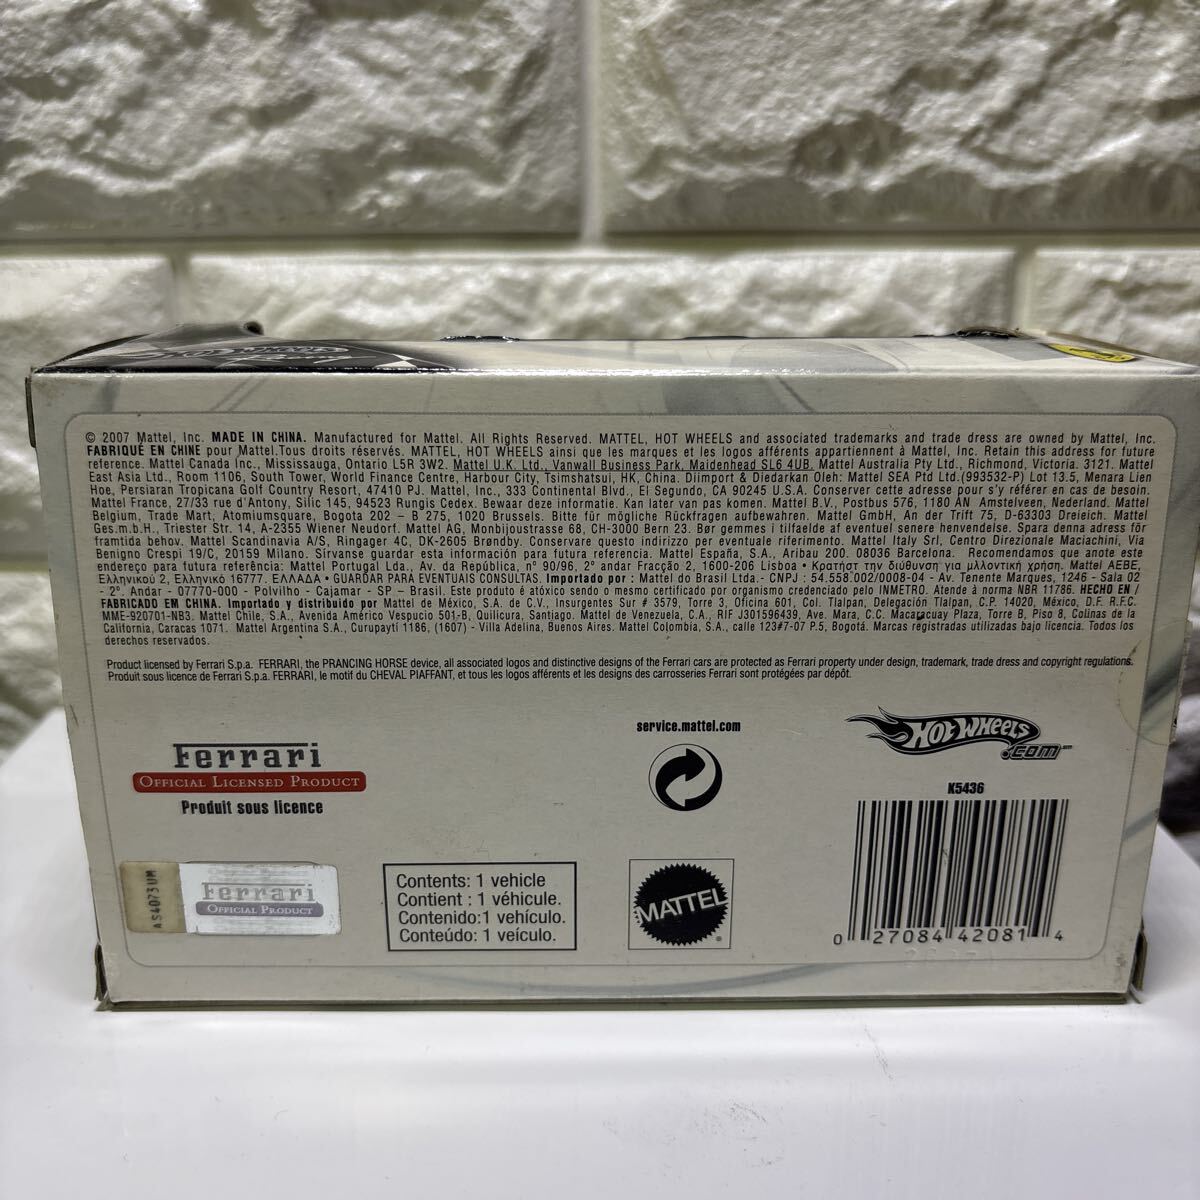 HOT WHEELS Racing
© 2007 Mattel, Inc. MADE IN CHINA. Manufactured for Mattel. All Rights Reserved. MATTEL, HOT WHEELS and associated trademarks and trade dress are owned by Mattel, Inc.
FABRIQUÉ EN CHINE pour Mattel.Tous droits réservés. MATTEL, HOT WHEELS ainsi que les marques et les logos afférents appartiennent à Mattel, Inc. Retain this address for future
reference. Mattel Canada Inc., Mississauga, Ontario L5R 3W2. Mattel U.K. Ltd., Vanwall Business Park, Maidenhead SL6 4UB. Mattel Australia Pty Ltd., Richmond, Victoria. 3121. Mattel
East Asia Ltd., Room 1106, South Tower, World Finance Centre, Harbour City, Tsimshatsui, HK, China. Diimport & Diedarkan Oleh: Mattel SEA Ptd Ltd.(993532-P) Lot 13.5, Menara Lien
Hoe, Persiaran Tropicana Golf Country Resort, 47410 PJ. Mattel, Inc., 333 Continental Blvd., El Segundo, CA 90245 U.S.A. Conserver cette adresse pour s'y référer en cas de besoin.
Mattel France, 27/33 rue d'Antony, Silic 145, 94523 Rungis Cedex. Bewaar deze informatie. Kan later van pas komen. Mattel B.V., Postbus 576, 1180 AN Amstelveen, Nederland. Mattel
Belgium, Trade Mart, Atomiumsquare, Bogota 202 – B 275, 1020 Brussels. Bitte für mögliche Rückfragen aufbewahren. Mattel GmbH, An der Trift 75, D-63303 Dreieich. Mattel
Ges.m.b.H., Triester Str. 14, A-2355 Wiener Neudorf. Mattel AG, Monbijoustrasse 68, CH-3000 Bern 23. Bør gemmes i tilfælde af eventuel senere henvendelse. Spara denna adress för
framtida behov. Mattel Scandinavia A/S, Ringager 4C, DK-2605 Brøndby. Conservare questo indirizzo per eventuale riferimento. Mattel Italy Srl, Centro Direzionale Maciachini, Via
Benigno Crespi 19/C, 20159 Milano. Sírvanse guardar esta información para futura referencia. Mattel España, S.A., Aribau 200. 08036 Barcelona. Recomendamos que anote este
endereço para futura referência: Mattel Portugal Lda., Av. da República, nº 90/96, 2º andar Fracção 2, 1600-206 Lisboa • Κρατήστ την διύθυνση για μλλοντική χρήση. Mattel AEBE,
Ελληνικού 2, Ελληνικό 16777. ΕΛΛΑΔΑ • GUARDAR PARA EVENTUAIS CONSULTAS. Importado por : Mattel do Brasil Ltda.- CNPJ : 54.558.002/0008-04 - Av. Tenente Marques, 1246 - Sala 02
- 2º. Andar - 07770-000 - Polvilho - Cajamar - SP – Brasil. Este produto é atóxico sendo o mesmo certificado por organismo credenciado pelo INMETRO. Atende à norma NBR 11786. HECHO EN /
FABRICADO EM CHINA. Importado y distribuido por Mattel de México, S.A. de C.V., Insurgentes Sur # 3579, Torre 3, Oficina 601, Col. Tlalpan, Delegación Tlalpan, C.P. 14020, México, D.F. R.F.C.
MME-920701-NB3. Mattel Chile, S.A., Avenida Américo Vespucio 501-B, Quilicura, Santiago. Mattel de Venezuela, C.A., RIF J301596439, Ave. Mara, C.C. Macaracuay Plaza, Torre B, Piso 8, Colinas de la
California, Caracas 1071. Mattel Argentina S.A., Curupaytí 1186, (1607) - Villa Adelina, Buenos Aires. Mattel Colombia, S.A., calle 123#7-07 P.5, Bogotá. Marcas registradas utilizadas bajo licencia. Todos los
derechos reservados.
Product licensed by Ferrari S.p.a. FERRARI, the PRANCING HORSE device, all associated logos and distinctive designs of the Ferrari cars are protected as Ferrari property under design, trademark, trade dress and copyright regulations.
Produit sous licence de Ferrari S.p.a. FERRARI, le motif du CHEVAL PIAFFANT, et tous les logos afférents et les designs des carrosseries Ferrari sont protégées par dépôt.
Ferrari
OFFICIAL LICENSED PRODUCT
Produit sous licence
service.mattel.com
HOT WHEELS
.COM™
K5436
AS4073UM
Ferrari
OFFICIAL PRODUCT
Contents: 1 vehicle
Contient : 1 véhicule.
Contenido:1 vehículo.
Conteúdo: 1 veículo.
MATTEL
®
0 27084 42081 4